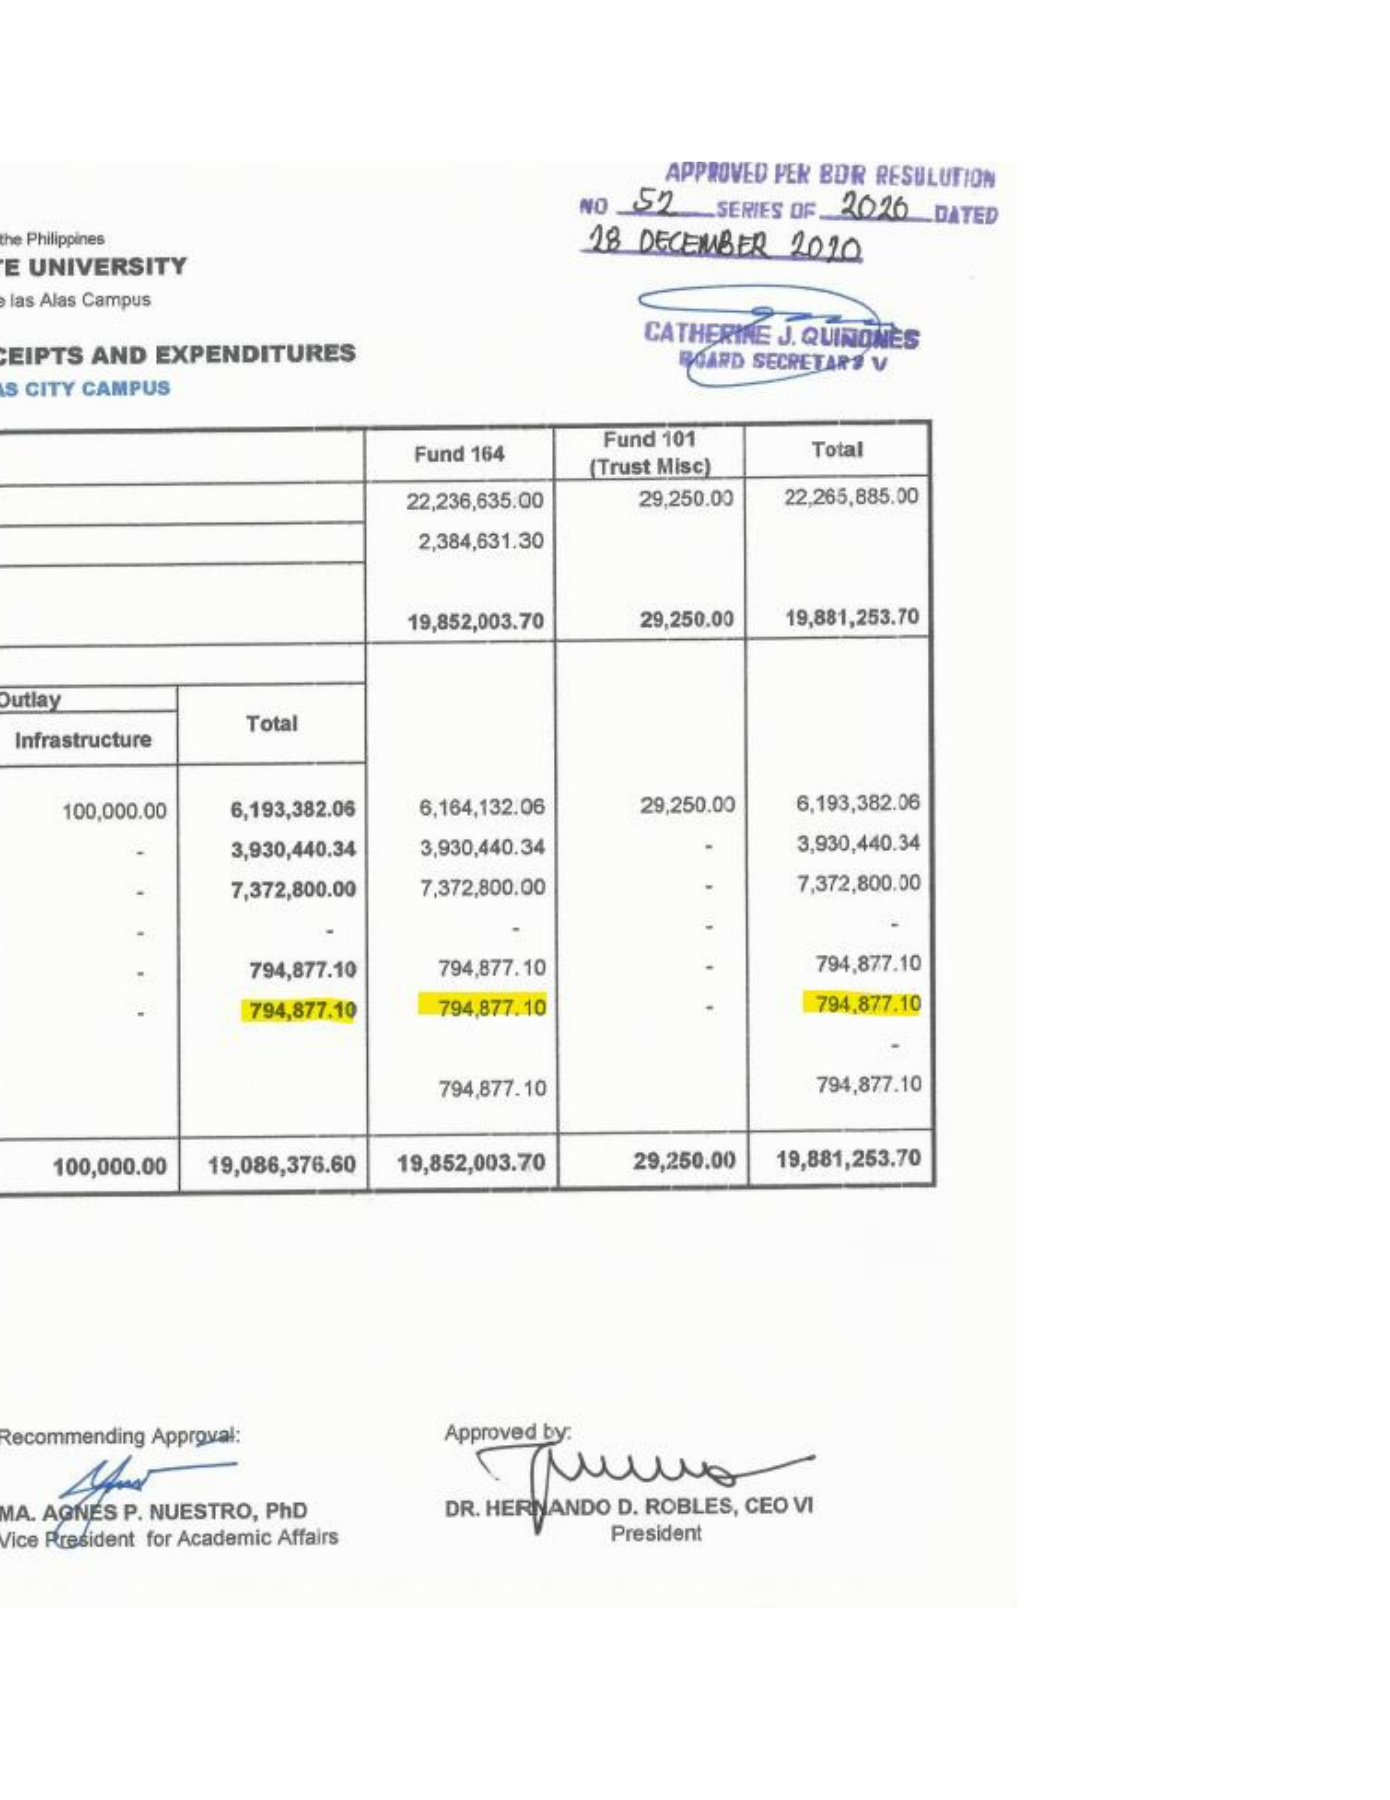 APPROVED PER BOR RESOLUTION
NO 52 SERIES OF 2020 DATED
28 DECEMBER 2020
the Philippines
TE UNIVERSITY
e las Alas Campus
CATHERINE J. QUINONES
BOARD SECRETARY V
CEIPTS AND EXPENDITURES
AS CITY CAMPUS
Fund 164 Fund 101 (Trust Misc) Total
22,236,635.00 29,250.00 22,265,885.00
2,384,631.30
19,852,003.70 29,250.00 19,881,253.70
Outlay
Infrastructure Total
100,000.00 6,193,382.06 6,164,132.06 29,250.00 6,193,382.06
- 3,930,440.34 3,930,440.34 - 3,930,440.34
- 7,372,800.00 7,372,800.00 - 7,372,800.00
- - - - -
- 794,877.10 794,877.10 - 794,877.10
- 794,877.10 794,877.10 - 794,877.10
-
794,877.10 794,877.10
100,000.00 19,086,376.60 19,852,003.70 29,250.00 19,881,253.70
Recommending Approval:
MA. AGNES P. NUESTRO, PhD
Vice President for Academic Affairs
Approved by:
DR. HERNANDO D. ROBLES, CEO VI
President